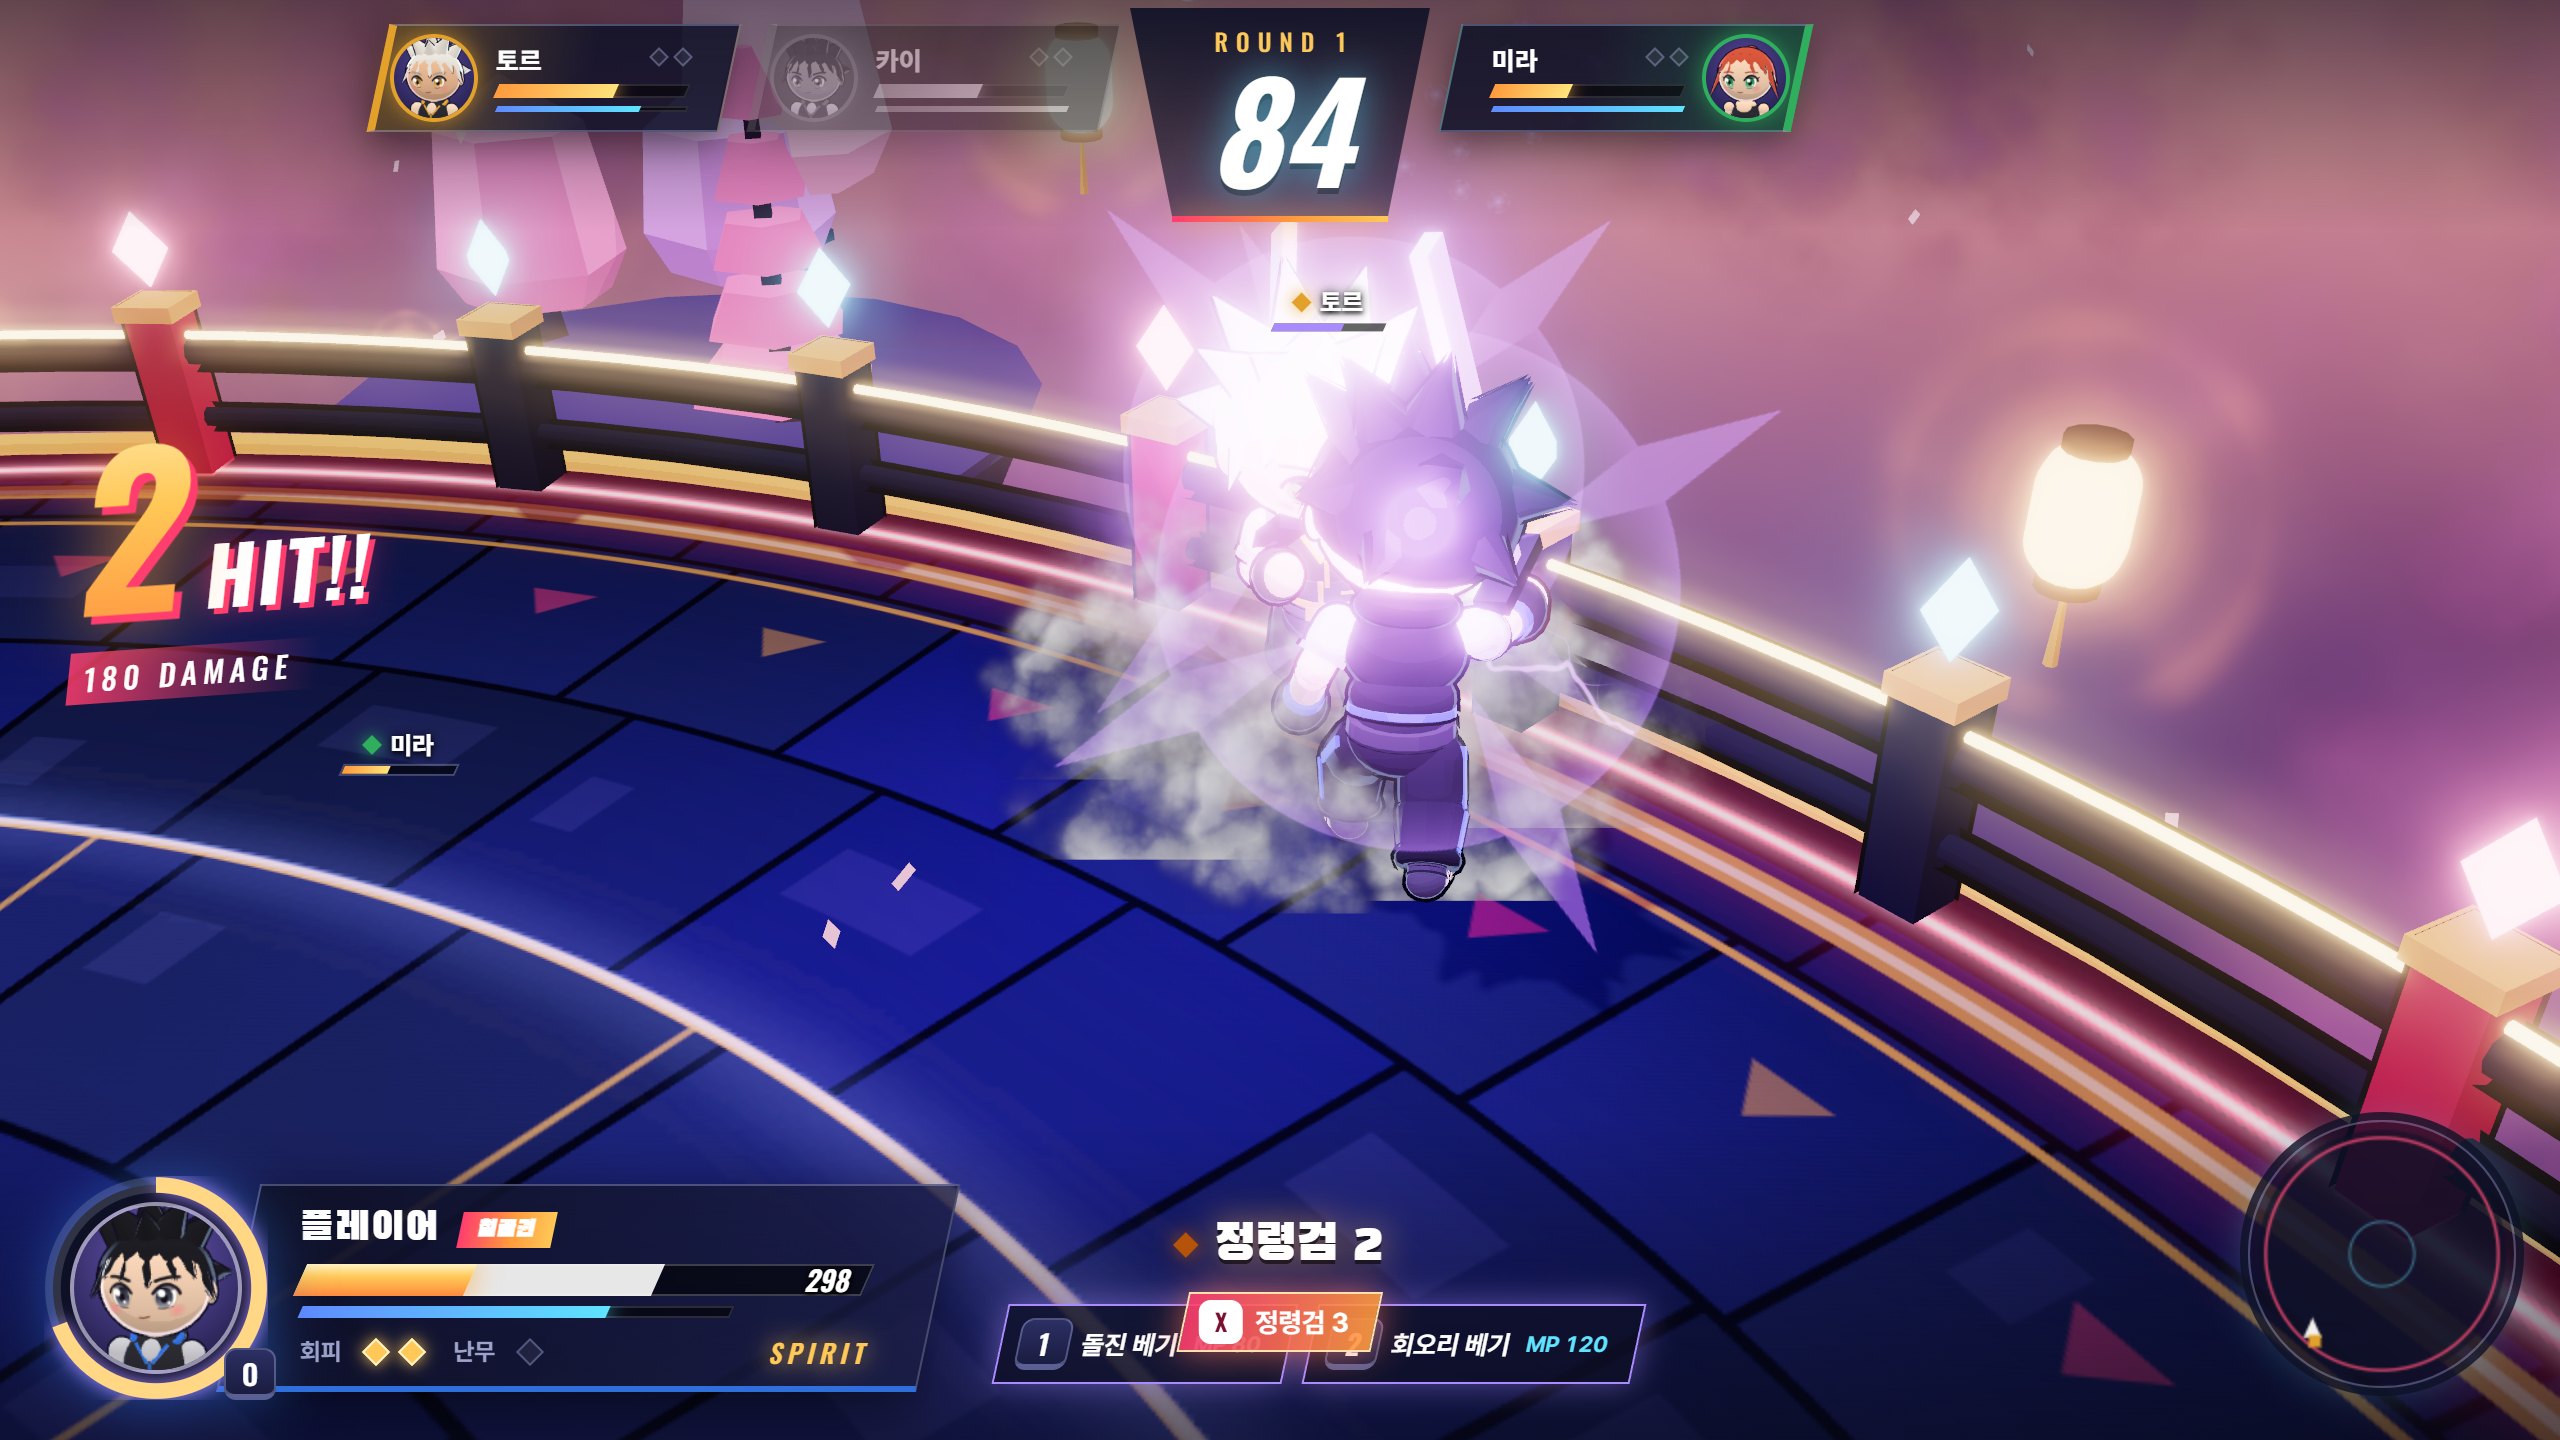 토르
카이
ROUND 1
84
미라
토르
2 HIT!!
180 DAMAGE
미라
플레이어
298
회피
난무
SPIRIT
0
정령검 2
X 정령검 3
1 돌진 베기
2 회오리 베기 MP 120